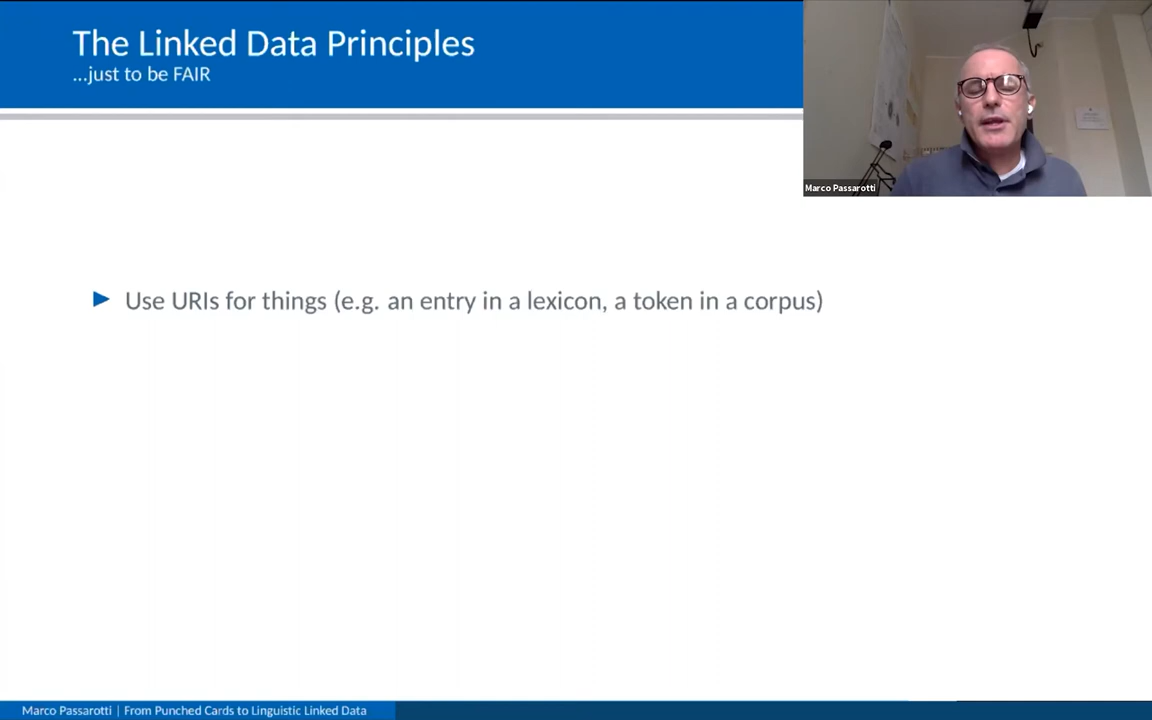 The Linked Data Principles
...just to be FAIR
Marco Passarotti
Use URIs for things (e.g. an entry in a lexicon, a token in a corpus)
Marco Passarotti | From Punched Cards to Linguistic Linked Data